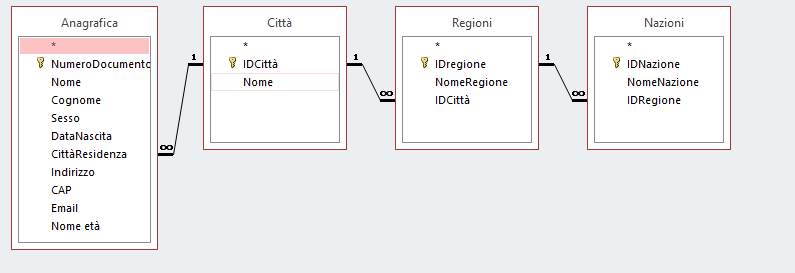 Anagrafica
*
NumeroDocumento
Nome
Cognome
Sesso
DataNascita
CittàResidenza
Indirizzo
CAP
Email
Nome età
1
∞
Città
*
IDCittà
Nome
1
∞
Regioni
*
IDregione
NomeRegione
IDCittà
1
∞
Nazioni
*
IDNazione
NomeNazione
IDRegione